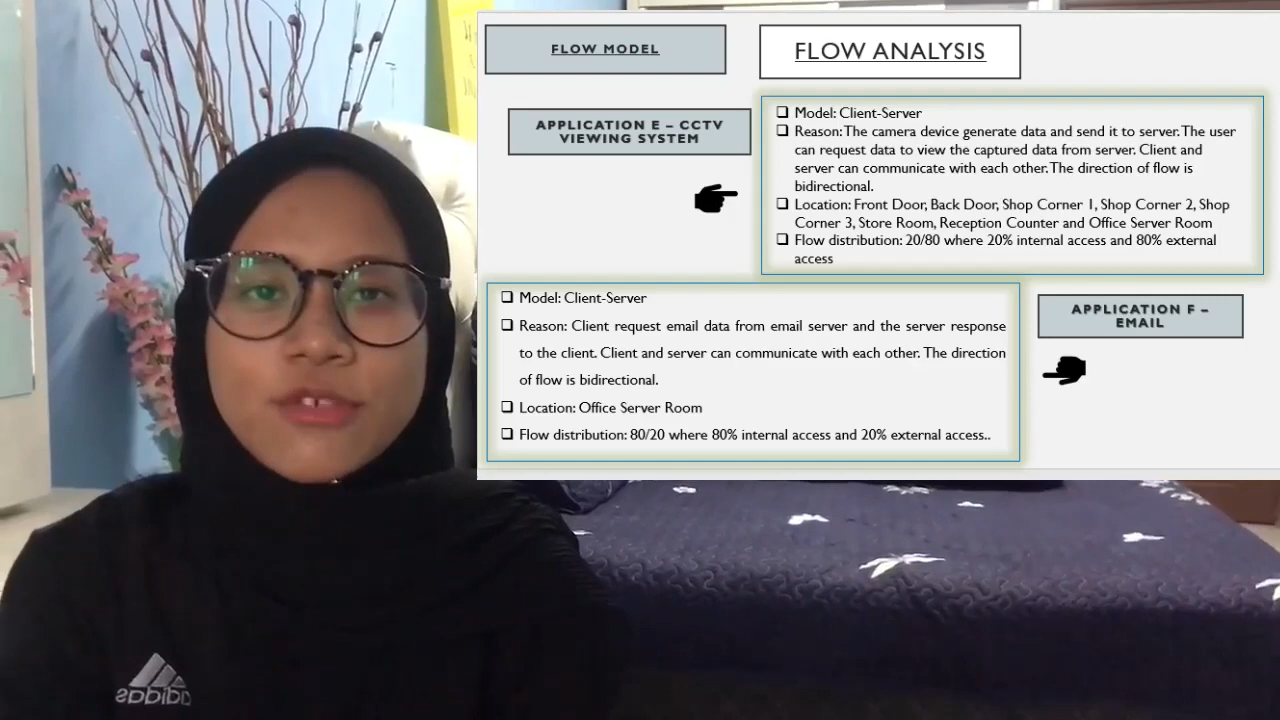 FLOW MODEL
FLOW ANALYSIS
APPLICATION E – CCTV
VIEWING SYSTEM
❑ Model: Client-Server
❑ Reason: The camera device generate data and send it to server. The user
can request data to view the captured data from server. Client and
server can communicate with each other. The direction of flow is
bidirectional.
❑ Location: Front Door, Back Door, Shop Corner 1, Shop Corner 2, Shop
Corner 3, Store Room, Reception Counter and Office Server Room
❑ Flow distribution: 20/80 where 20% internal access and 80% external
access
❑ Model: Client-Server
❑ Reason: Client request email data from email server and the server response
to the client. Client and server can communicate with each other. The direction
of flow is bidirectional.
❑ Location: Office Server Room
❑ Flow distribution: 80/20 where 80% internal access and 20% external access..
APPLICATION F –
EMAIL
adidas